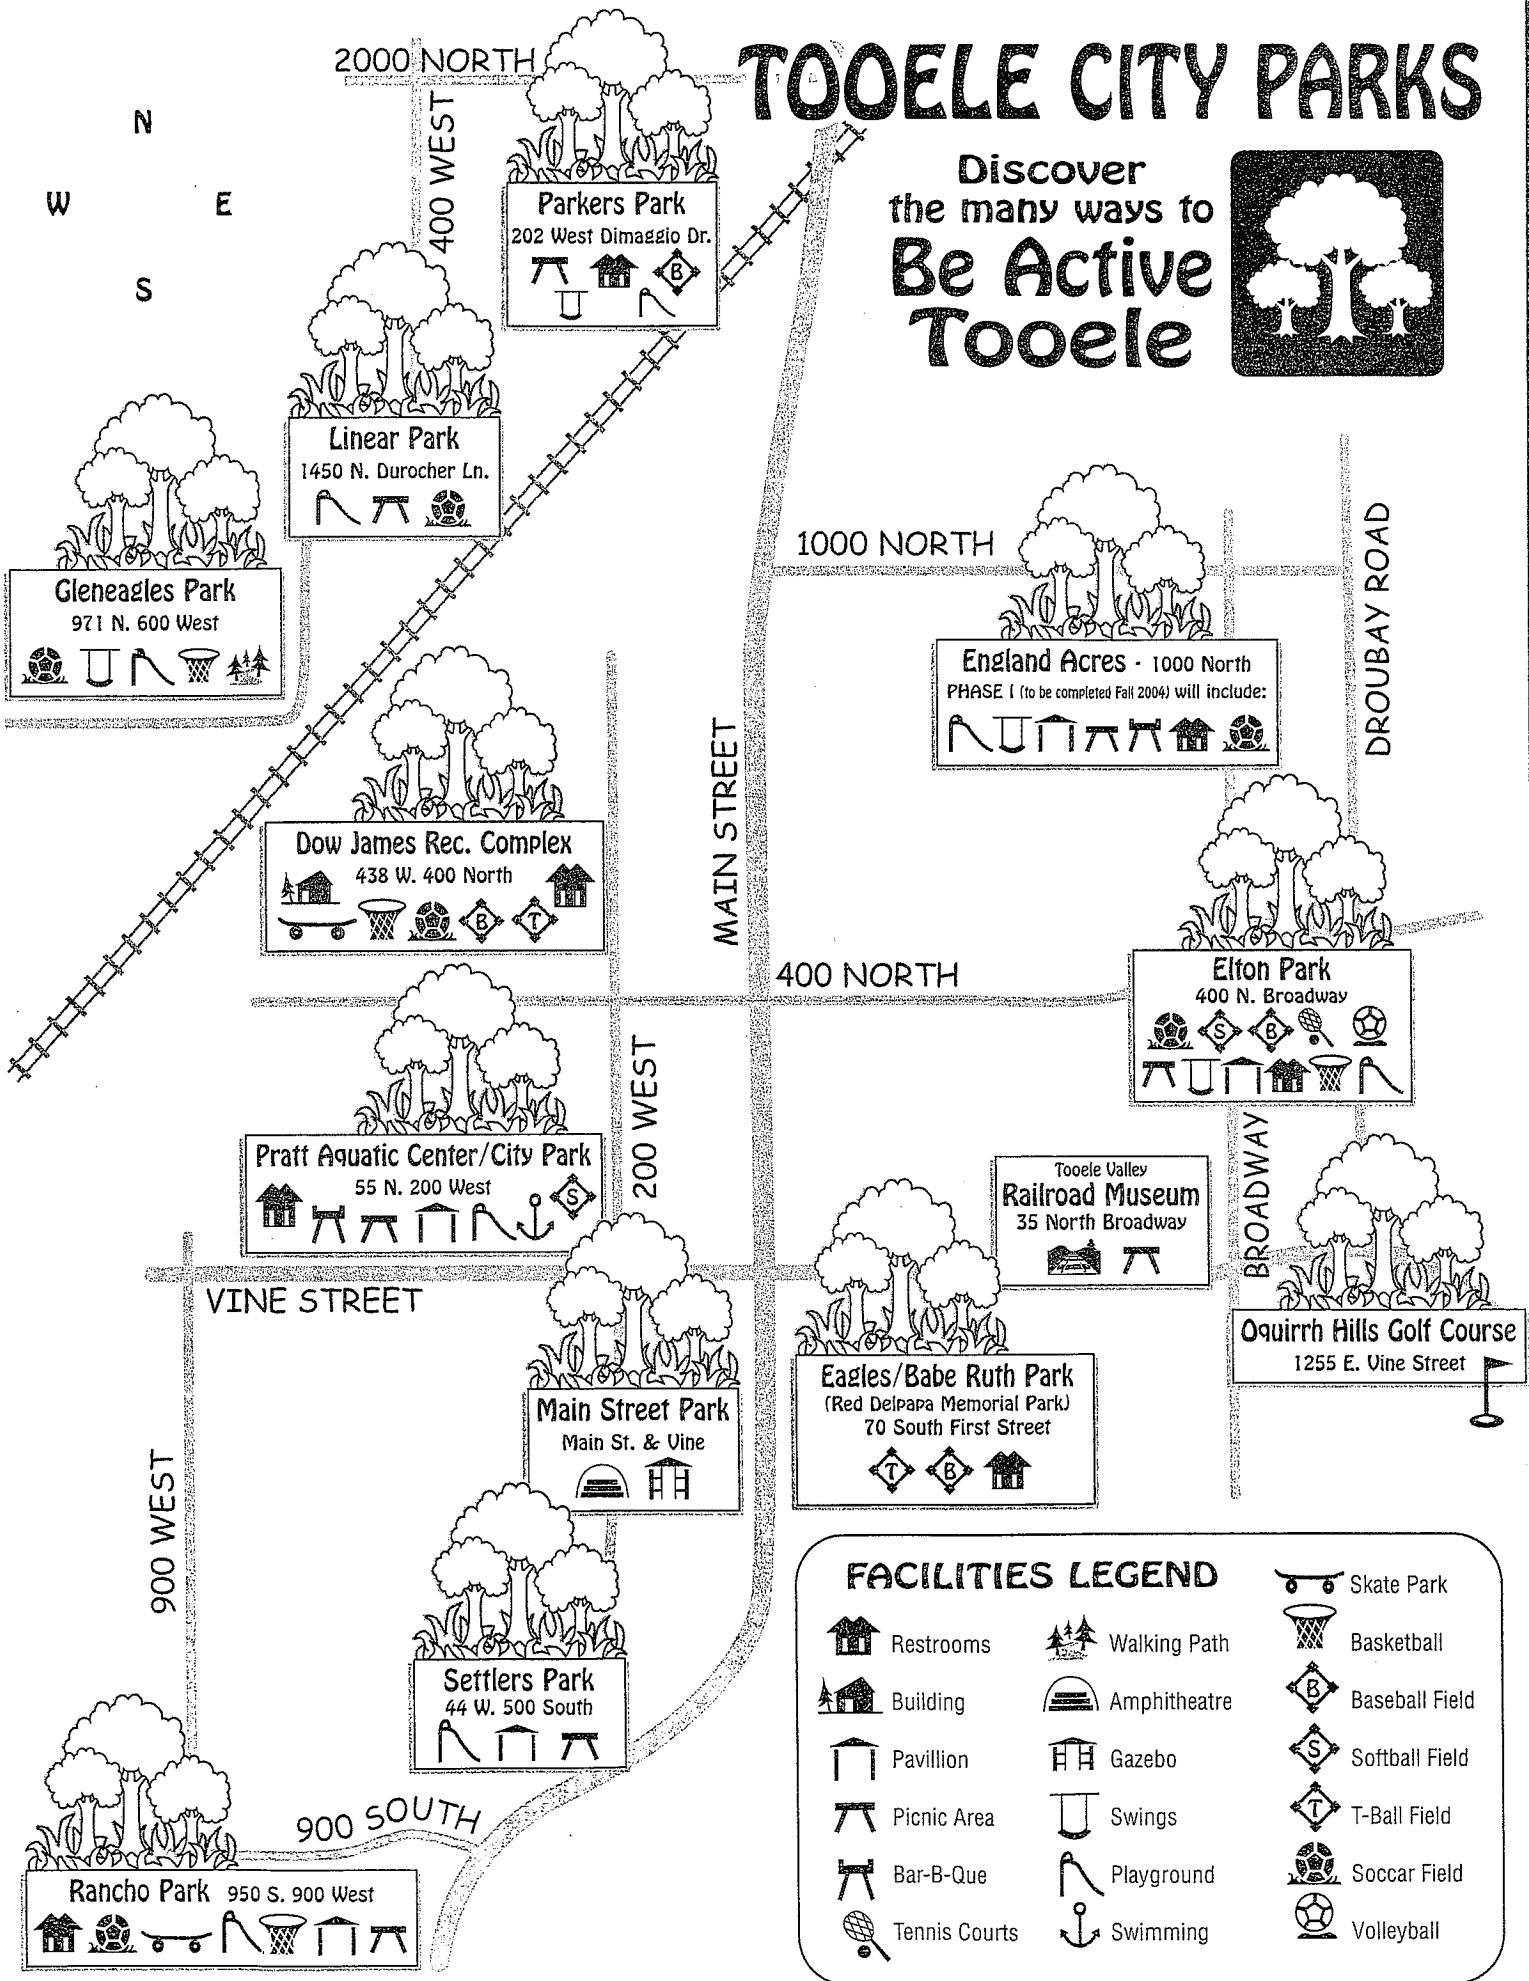 TOOELE CITY PARKS
Discover
the many ways to
Be Active
Tooele
N
W E
S
2000 NORTH
400 WEST
Parkers Park
202 West Dimaggio Dr.
B
Linear Park
1450 N. Durocher Ln.
Gleneagles Park
971 N. 600 West
1000 NORTH
DROUBAY ROAD
England Acres - 1000 North
PHASE I (to be completed Fall 2004) will include:
MAIN STREET
Dow James Rec. Complex
438 W. 400 North
B T
400 NORTH
Elton Park
400 N. Broadway
S B
200 WEST
Pratt Aquatic Center/City Park
55 N. 200 West
S
BROADWAY
Tooele Valley
Railroad Museum
35 North Broadway
VINE STREET
Oquirrh Hills Golf Course
1255 E. Vine Street
Eagles/Babe Ruth Park
(Red Delpapa Memorial Park)
70 South First Street
T B
Main Street Park
Main St. & Vine
900 WEST
Settlers Park
44 W. 500 South
900 SOUTH
Rancho Park 950 S. 900 West
FACILITIES LEGEND
Restrooms
Building
Pavillion
Picnic Area
Bar-B-Que
Tennis Courts
Walking Path
Amphitheatre
Gazebo
Swings
Playground
Swimming
Skate Park
Basketball
B Baseball Field
S Softball Field
T T-Ball Field
Soccar Field
Volleyball